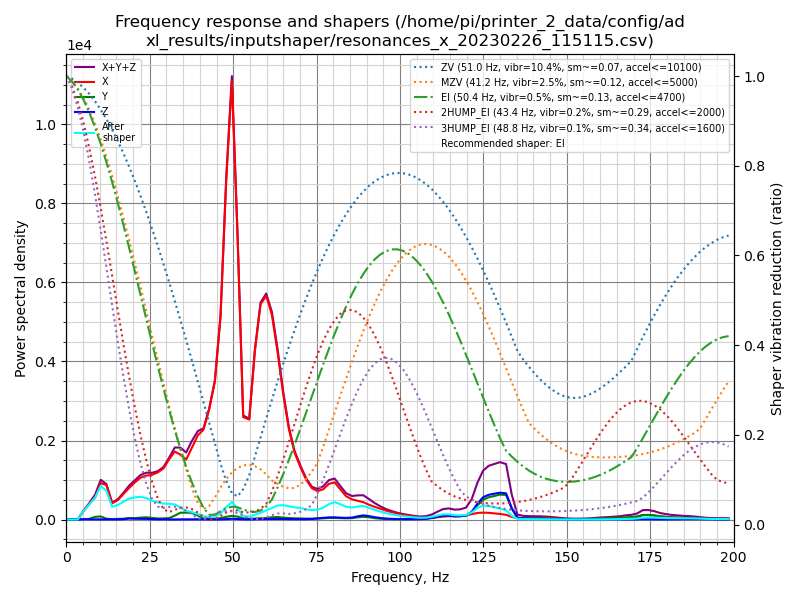 Frequency response and shapers (/home/pi/printer_2_data/config/ad
xl_results/inputshaper/resonances_x_20230226_115115.csv)
1e4
X+Y+Z
X
Y
Z
After
shaper
ZV (51.0 Hz, vibr=10.4%, sm~=0.07, accel<=10100)
MZV (41.2 Hz, vibr=2.5%, sm~=0.12, accel<=5000)
EI (50.4 Hz, vibr=0.5%, sm~=0.13, accel<=4700)
2HUMP_EI (43.4 Hz, vibr=0.2%, sm~=0.29, accel<=2000)
3HUMP_EI (48.8 Hz, vibr=0.1%, sm~=0.34, accel<=1600)
Recommended shaper: EI
Power spectral density
1.0
0.8
0.6
0.4
0.2
0.0
1.0
0.8
0.6
0.4
0.2
0.0
Shaper vibration reduction (ratio)
0 25 50 75 100 125 150 175 200
Frequency, Hz